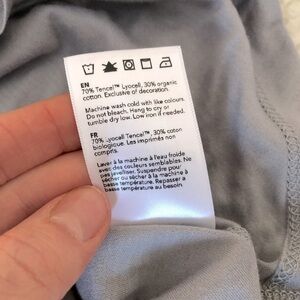 EN
70% Tencel™ Lyocell, 30% organic
cotton. Exclusive of decoration.
Machine wash cold with like colours.
Do not bleach. Hang to dry or
tumble dry low. Low iron if needed.
FR
70% Lyocell Tencel™, 30% coton
biologique. Les imprimés non
compris.
Laver à la machine à l'eau froide
avec des couleurs semblables. Ne
pas javelliser. Suspendre pour
sécher ou sécher à la machine à
basse température. Repasser à
basse température au besoin.